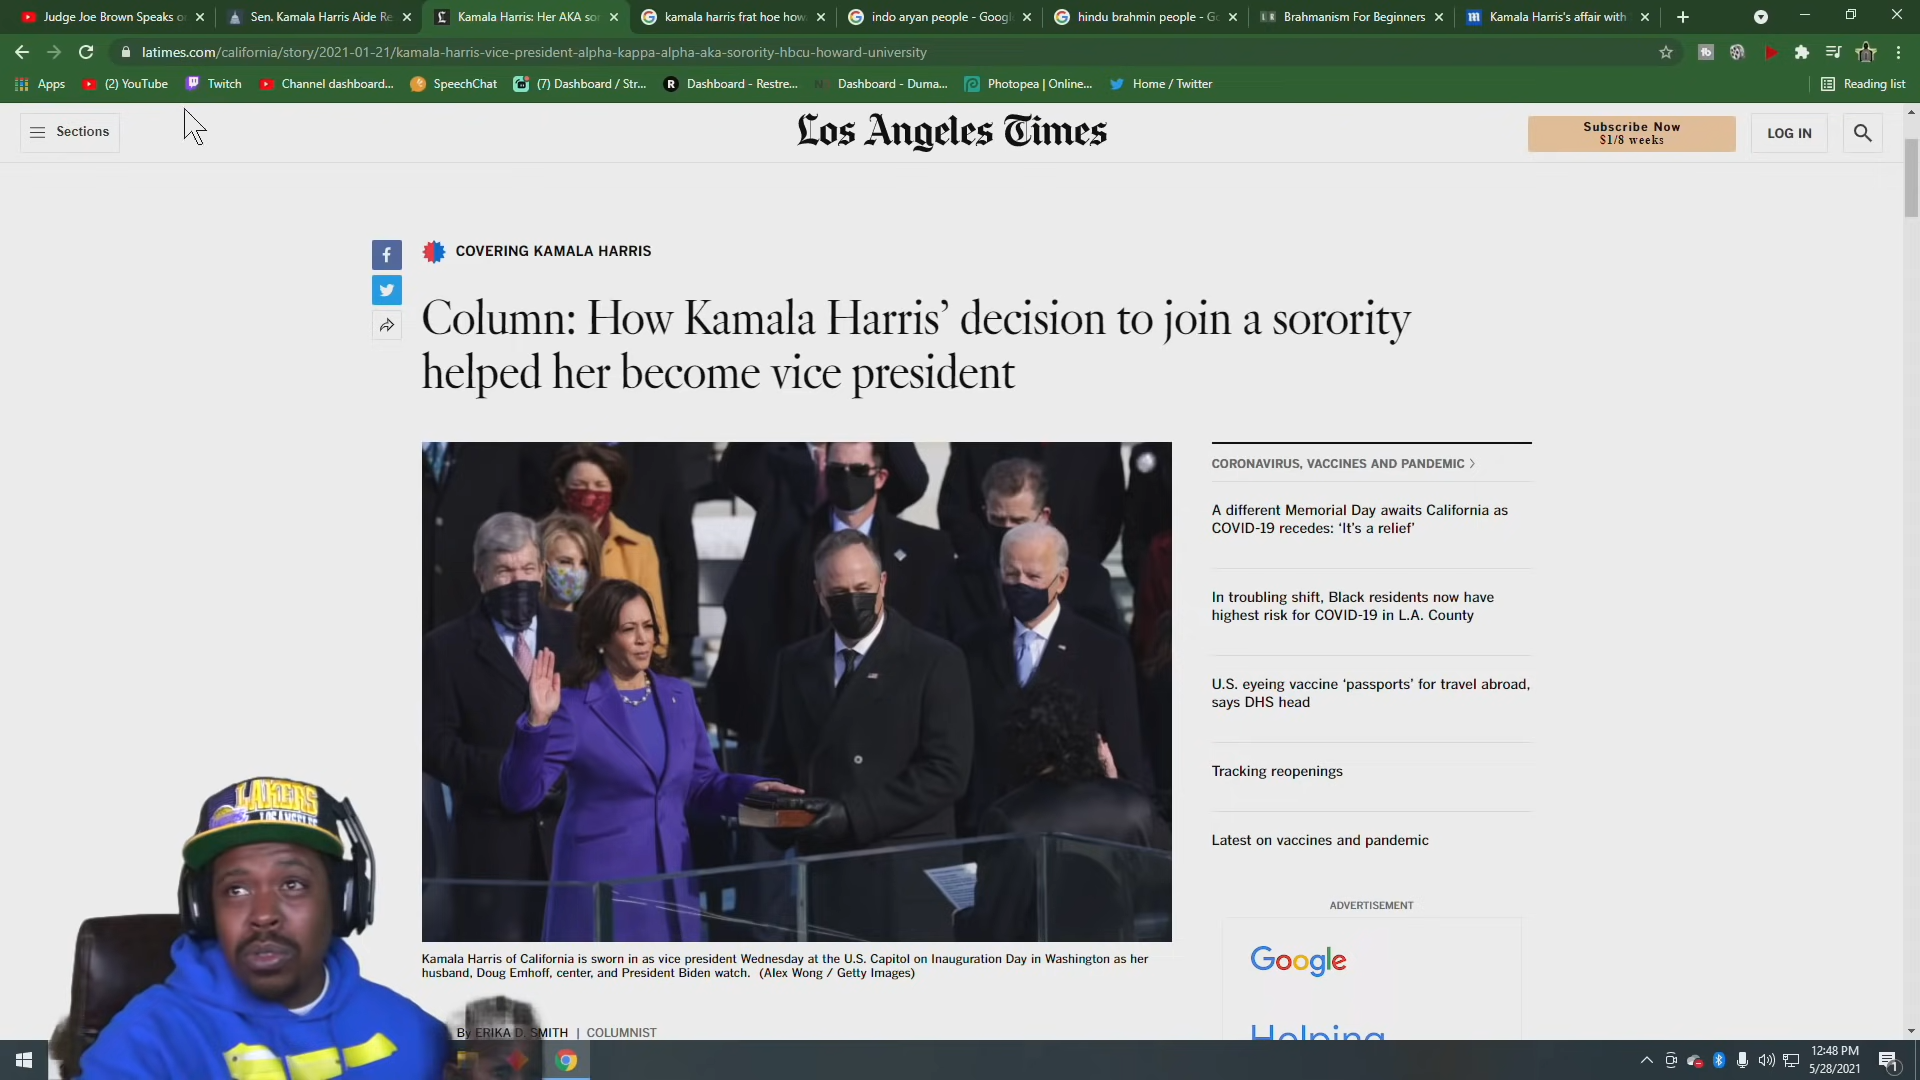 Judge Joe Brown Speaks o
Sen. Kamala Harris Aide Re
Kamala Harris: Her AKA so
kamala harris frat hoe how
indo aryan people - Googl
hindu brahmin people - Go
Brahmanism For Beginners
Kamala Harris's affair with
latimes.com/california/story/2021-01-21/kamala-harris-vice-president-alpha-kappa-alpha-aka-sorority-hbcu-howard-university
Apps
(2) YouTube
Twitch
Channel dashboard...
SpeechChat
(7) Dashboard / Str...
Dashboard - Restre...
Dashboard - Duma...
Photopea | Online...
Home / Twitter
Reading list
Sections
Los Angeles Times
Subscribe Now
$1/8 weeks
LOG IN
COVERING KAMALA HARRIS
Column: How Kamala Harris’ decision to join a sorority
helped her become vice president
CORONAVIRUS, VACCINES AND PANDEMIC >
A different Memorial Day awaits California as
COVID-19 recedes: ‘It’s a relief’
In troubling shift, Black residents now have
highest risk for COVID-19 in L.A. County
U.S. eyeing vaccine ‘passports’ for travel abroad,
says DHS head
Tracking reopenings
Latest on vaccines and pandemic
ADVERTISEMENT
Google
Helping
Kamala Harris of California is sworn in as vice president Wednesday at the U.S. Capitol on Inauguration Day in Washington as her
husband, Doug Emhoff, center, and President Biden watch. (Alex Wong / Getty Images)
By ERIKA D. SMITH | COLUMNIST
LAKERS
LOS ANGELES
12:48 PM
5/28/2021
1